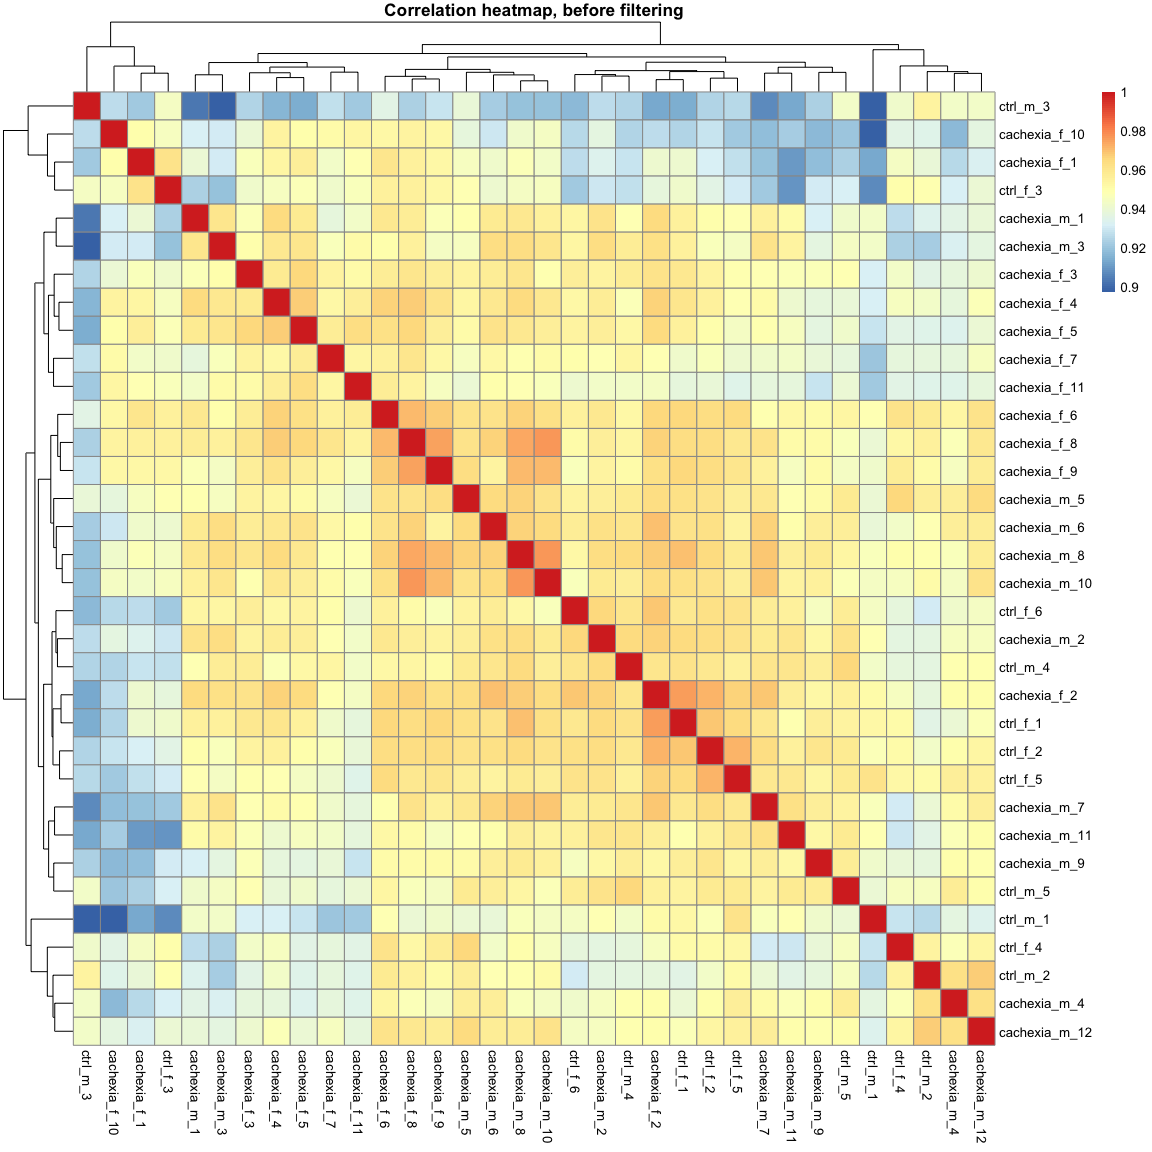 Correlation heatmap, before filtering
1
0.98
0.96
0.94
0.92
0.9
ctrl_m_3
cachexia_f_10
cachexia_f_1
ctrl_f_3
cachexia_m_1
cachexia_m_3
cachexia_f_3
cachexia_f_4
cachexia_f_5
cachexia_f_7
cachexia_f_11
cachexia_f_6
cachexia_f_8
cachexia_f_9
cachexia_m_5
cachexia_m_6
cachexia_m_8
cachexia_m_10
ctrl_f_6
cachexia_m_2
ctrl_m_4
cachexia_f_2
ctrl_f_1
ctrl_f_2
ctrl_f_5
cachexia_m_7
cachexia_m_11
cachexia_m_9
ctrl_m_5
ctrl_m_1
ctrl_f_4
ctrl_m_2
cachexia_m_4
cachexia_m_12
ctrl_m_3
cachexia_f_10
cachexia_f_1
ctrl_f_3
cachexia_m_1
cachexia_m_3
cachexia_f_3
cachexia_f_4
cachexia_f_5
cachexia_f_7
cachexia_f_11
cachexia_f_6
cachexia_f_8
cachexia_f_9
cachexia_m_5
cachexia_m_6
cachexia_m_8
cachexia_m_10
ctrl_f_6
cachexia_m_2
ctrl_m_4
cachexia_f_2
ctrl_f_1
ctrl_f_2
ctrl_f_5
cachexia_m_7
cachexia_m_11
cachexia_m_9
ctrl_m_5
ctrl_m_1
ctrl_f_4
ctrl_m_2
cachexia_m_4
cachexia_m_12